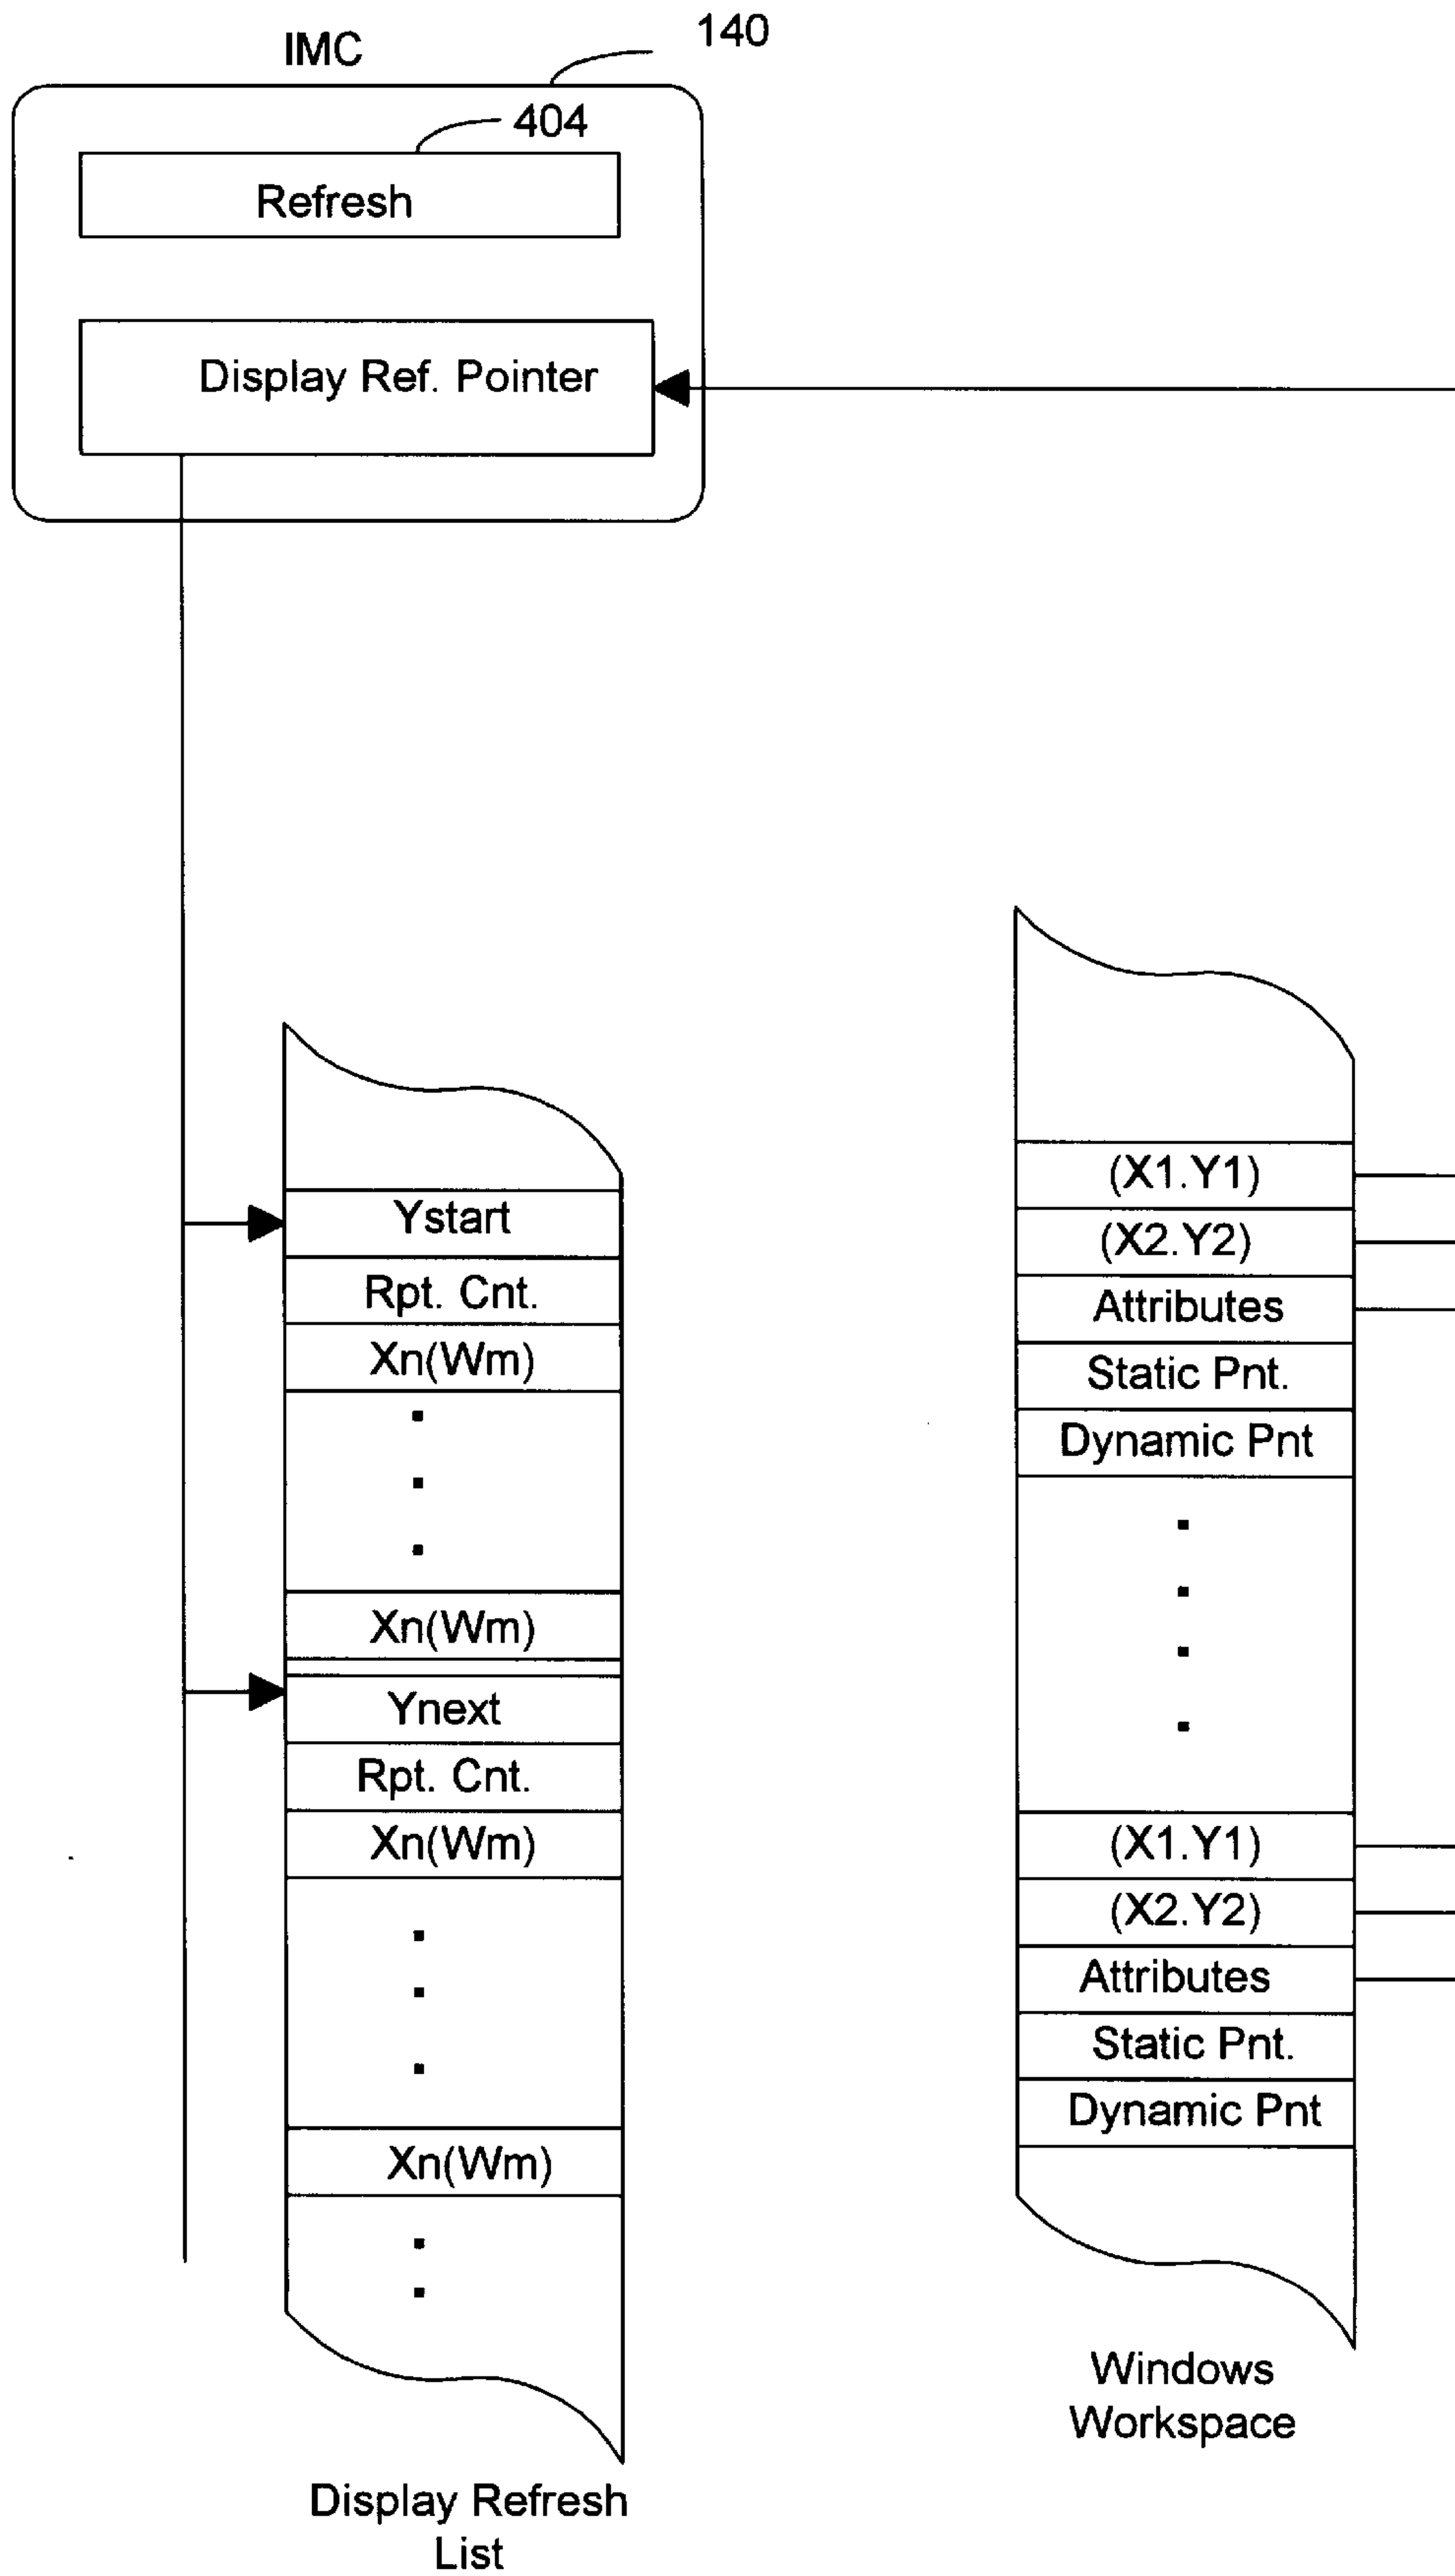 IMC
140
404
Refresh
Display Ref. Pointer
Ystart
Rpt. Cnt.
Xn(Wm)
Xn(Wm)
Ynext
Rpt. Cnt.
Xn(Wm)
Xn(Wm)
Display Refresh
List
(X1.Y1)
(X2.Y2)
Attributes
Static Pnt.
Dynamic Pnt
(X1.Y1)
(X2.Y2)
Attributes
Static Pnt.
Dynamic Pnt
Windows
Workspace